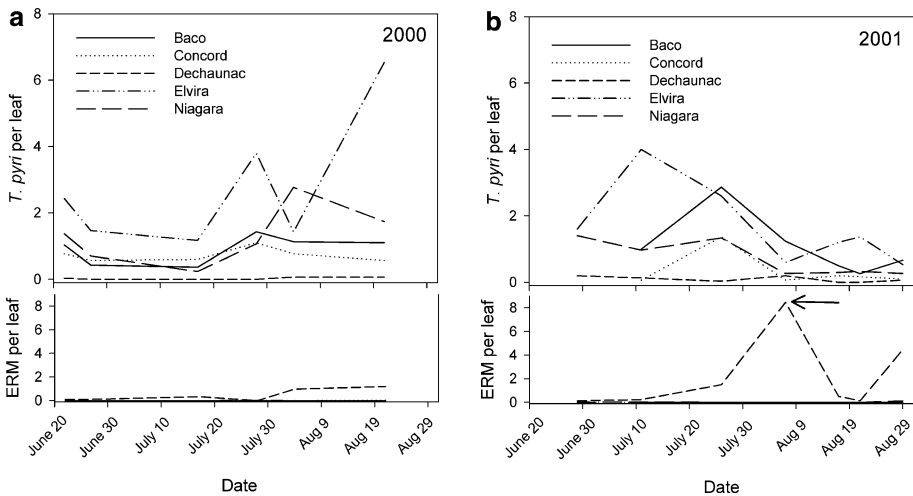 a
2000
8
6
4
2
0
T. pyri per leaf
Baco
Concord
Dechaunac
Elvira
Niagara
8
6
4
2
0
ERM per leaf
June 20
June 30
July 10
July 20
July 30
Aug 9
Aug 19
Aug 29
Date
b
2001
8
6
4
2
0
T. pyri per leaf
Baco
Concord
Dechaunac
Elvira
Niagara
8
6
4
2
0
ERM per leaf
June 20
June 30
July 10
July 20
July 30
Aug 9
Aug 19
Aug 29
Date